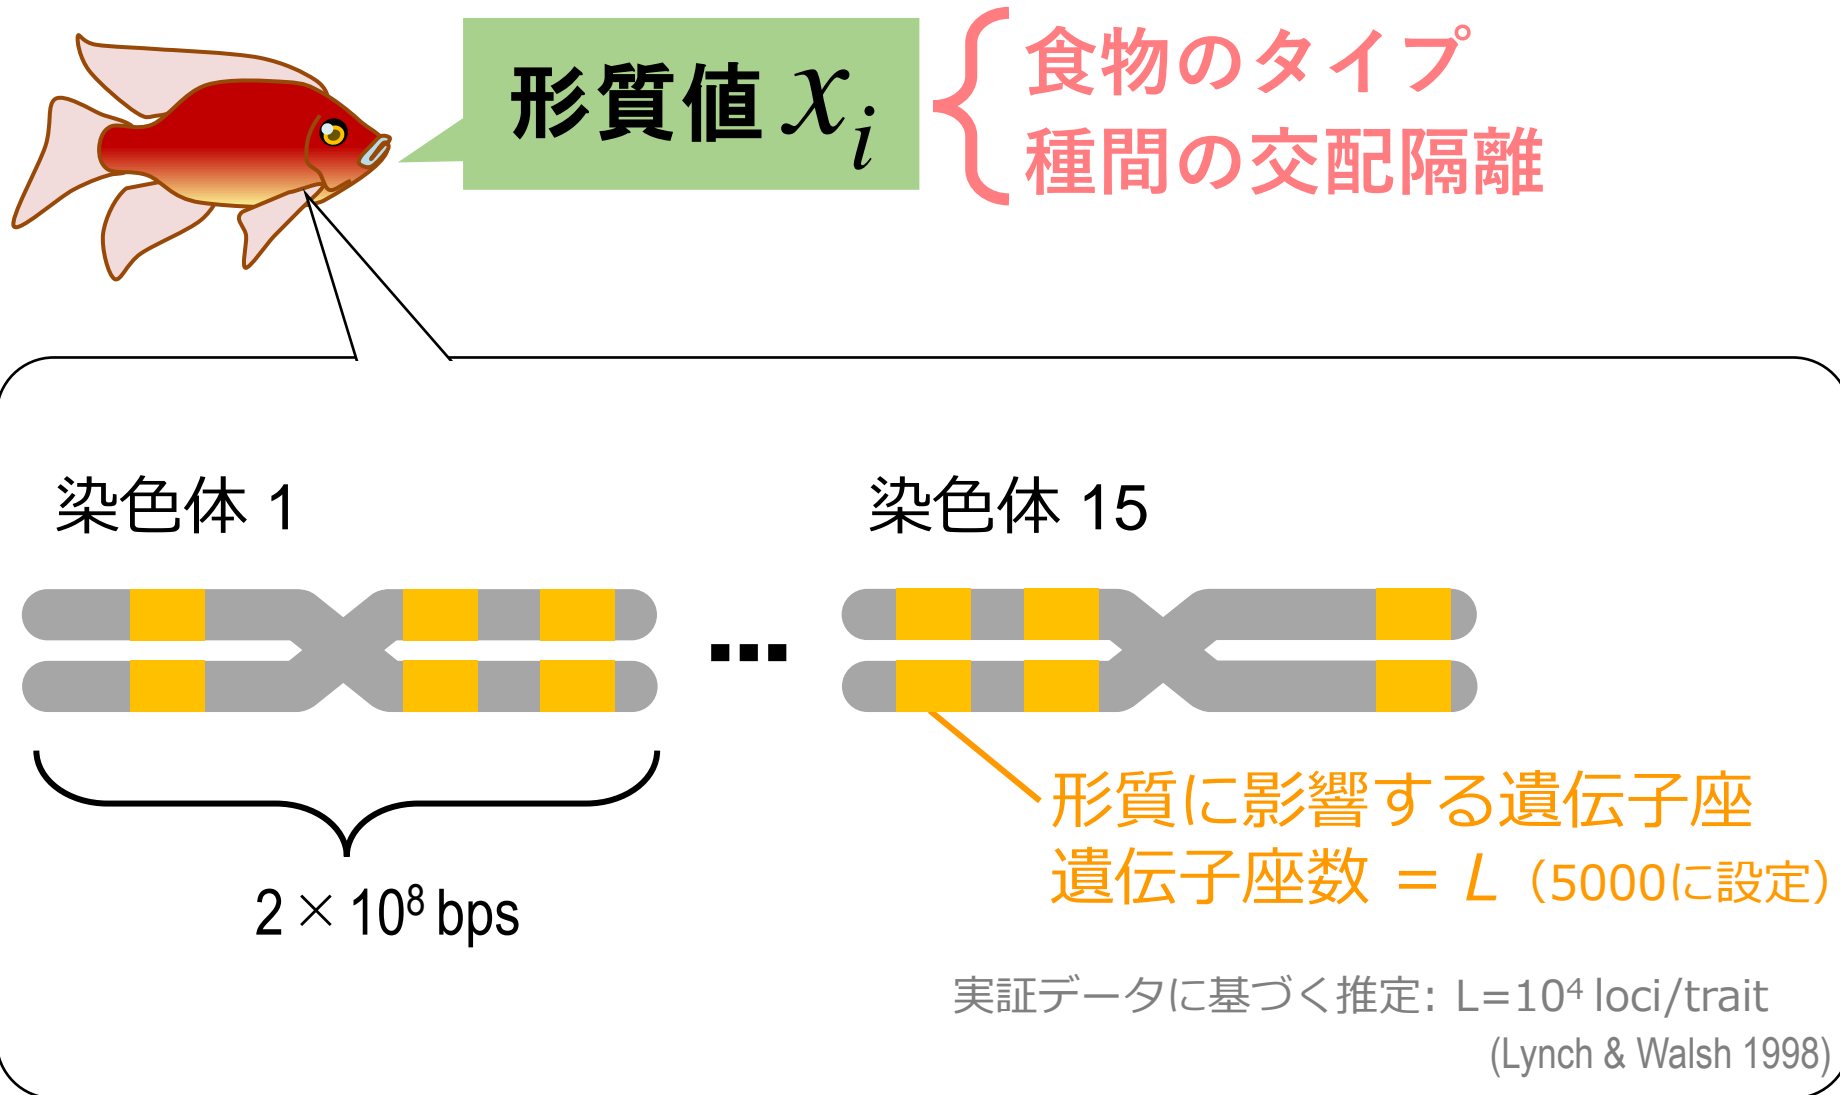 形質値 xi
食物のタイプ
種間の交配隔離
染色体 1
染色体 15
2 × 10⁸ bps
形質に影響する遺伝子座
遺伝子座数 = L（5000に設定）
実証データに基づく推定: L=10⁴ loci/trait
(Lynch & Walsh 1998)